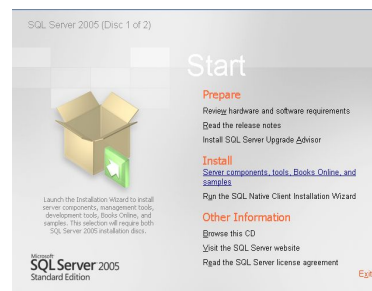 SQL Server 2005 (Disc 1 of 2)
Start
Prepare
Review hardware and software requirements
Read the release notes
Install SQL Server Upgrade Advisor
Install
Server components, tools, Books Online, and
samples
Run the SQL Native Client Installation Wizard
Other Information
Browse this CD
Visit the SQL Server website
Read the SQL Server license agreement
Exit
Launch the Installation Wizard to install
server components, management tools,
development tools, Books Online, and
samples. This selection will require both
SQL Server 2005 installation discs.
Microsoft
SQL Server 2005
Standard Edition